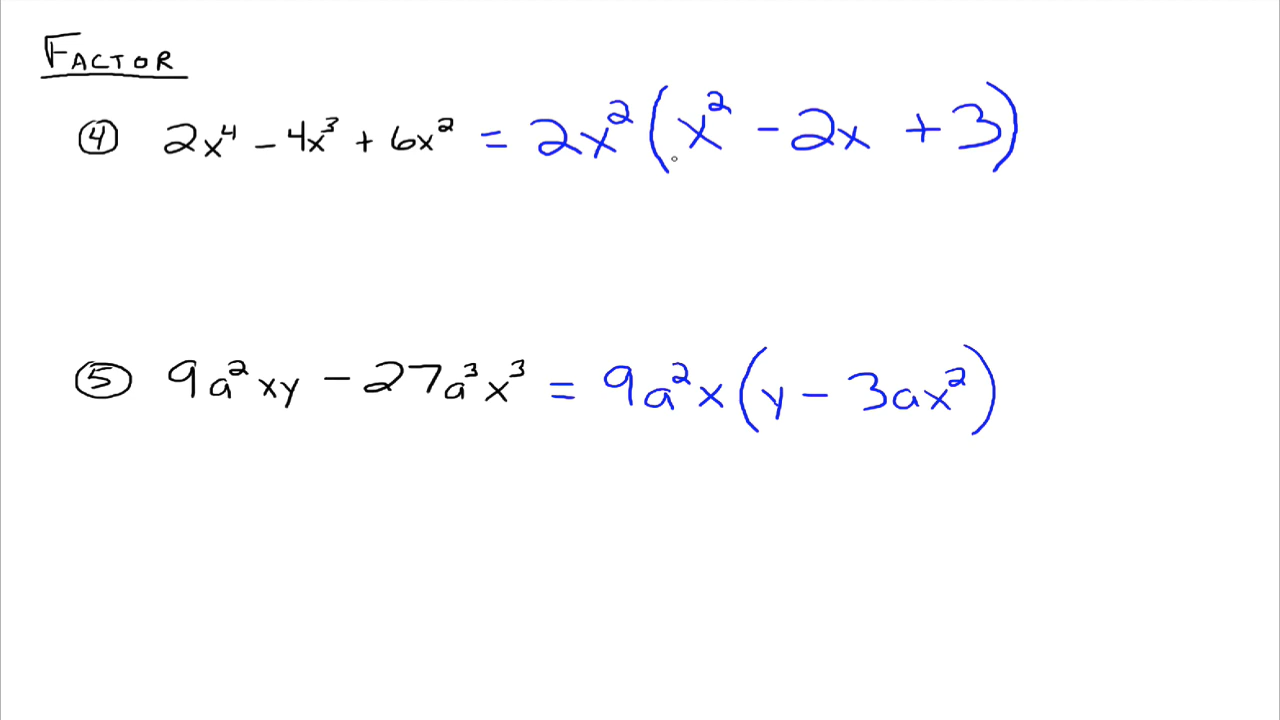 FACTOR
④ 2x⁴ - 4x³ + 6x² = 2x²(x² - 2x + 3)
⑤ 9a²xy - 27a³x³ = 9a²x(y - 3ax²)